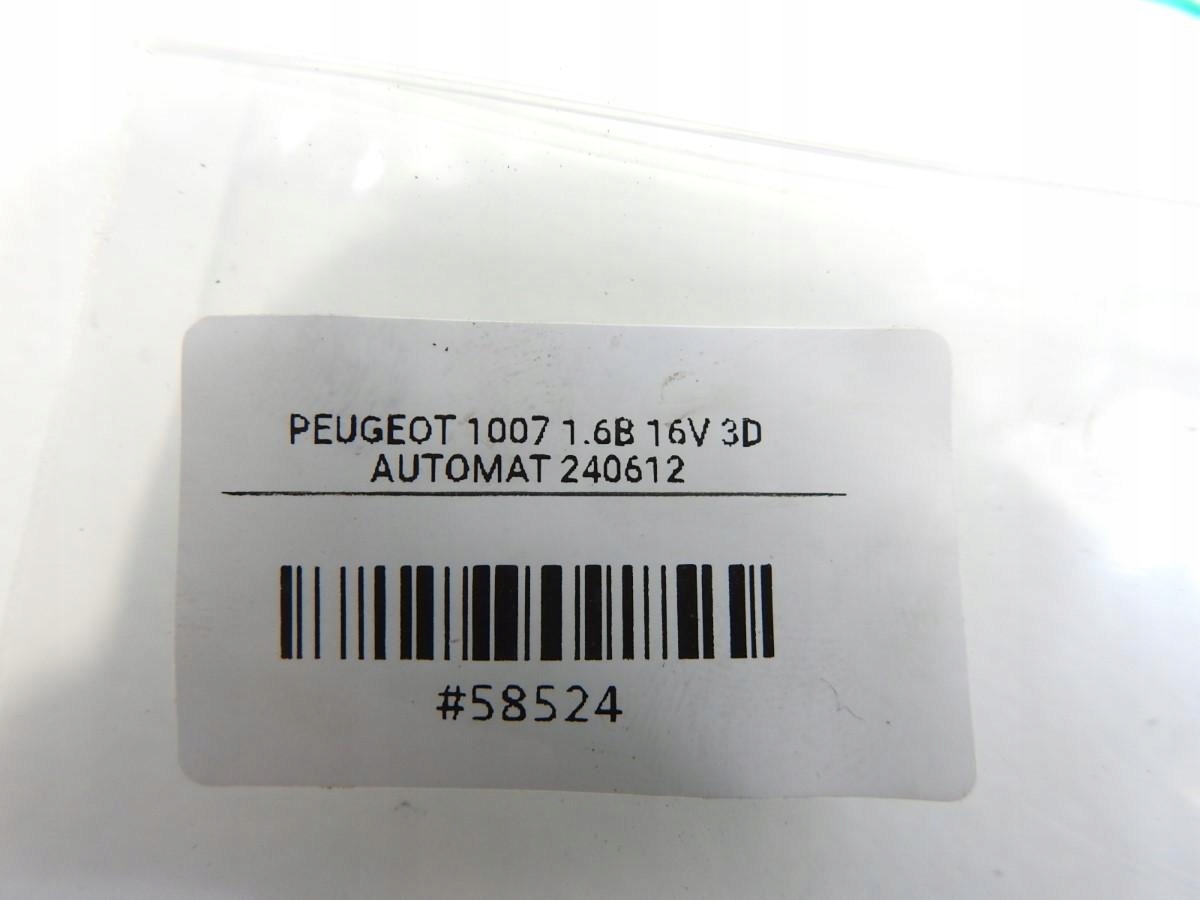 PEUGEOT 1007 1.6B 16V 3D
AUTOMAT 240612
#58524